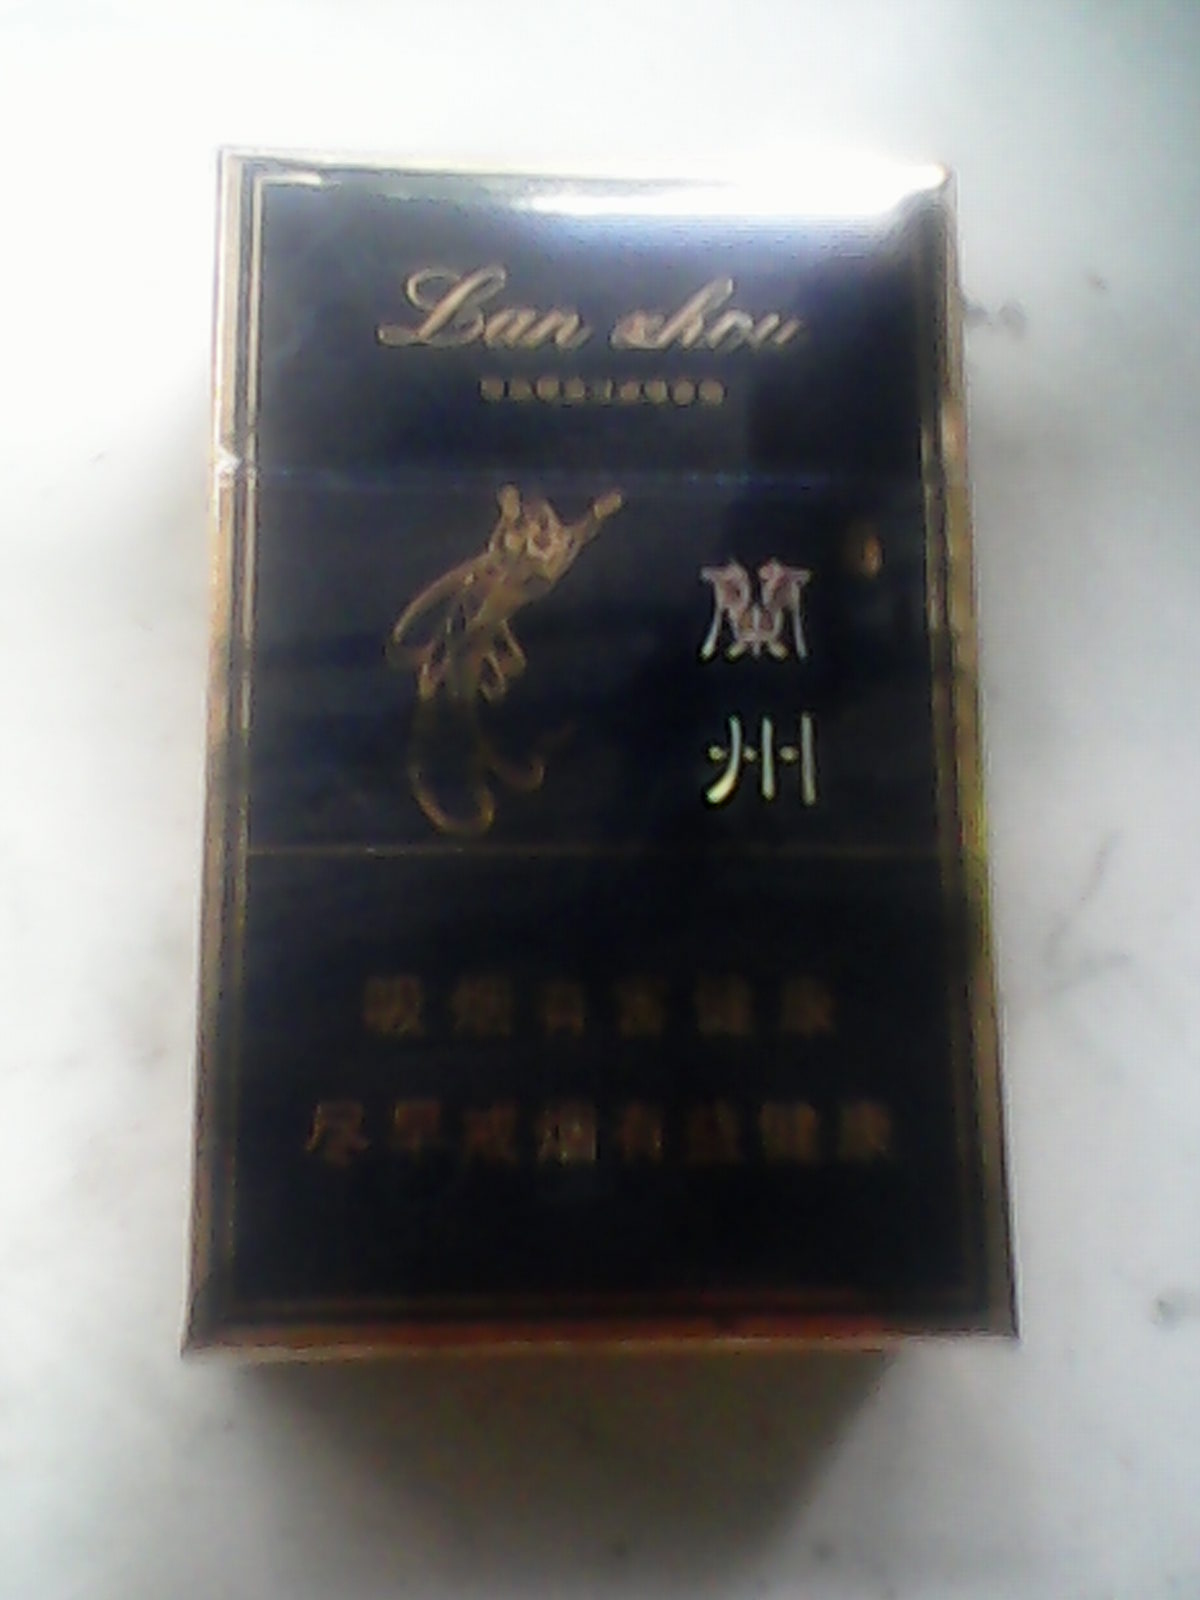 Lan zhou
蘭
州
吸烟有害健康
尽早戒烟有益健康